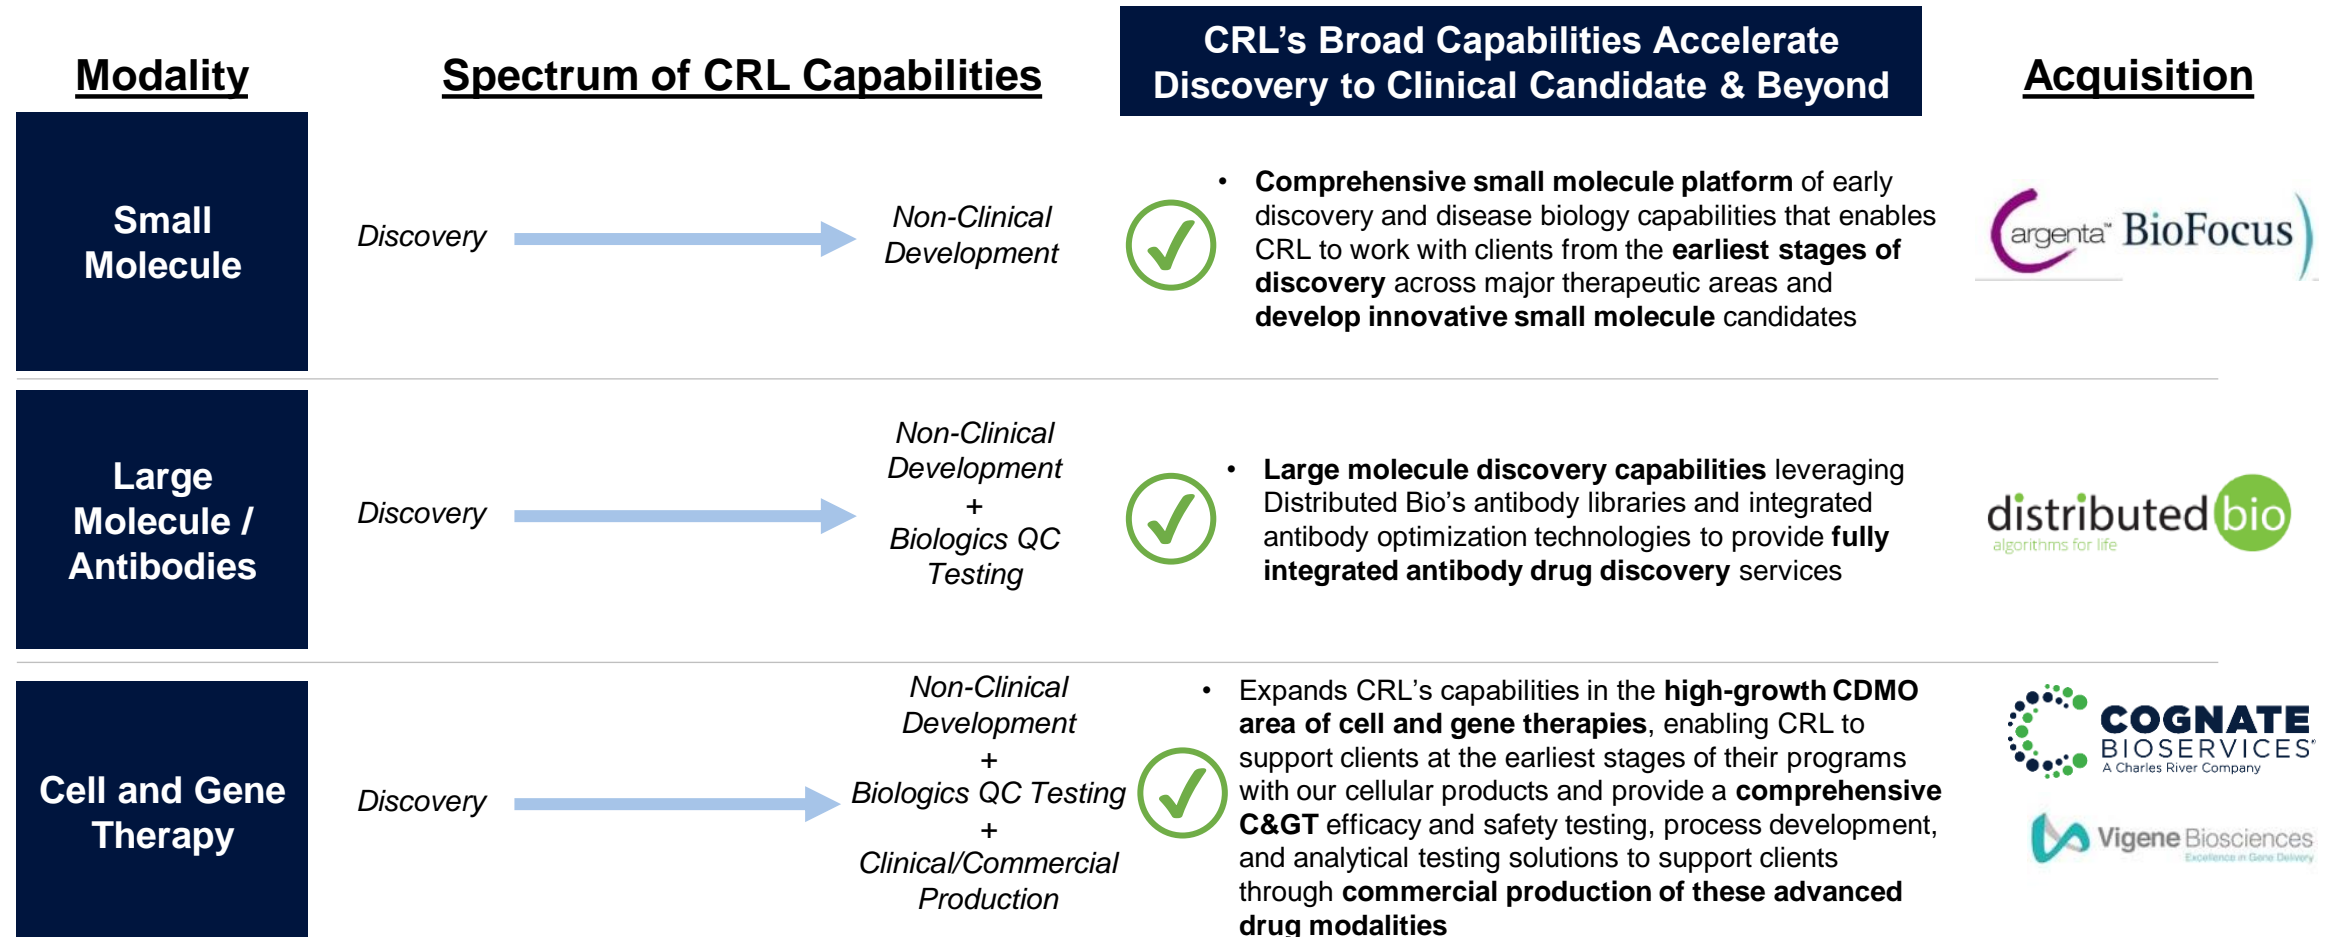 Modality
Spectrum of CRL Capabilities
CRL’s Broad Capabilities Accelerate
Discovery to Clinical Candidate & Beyond
Acquisition
Small
Molecule
Discovery
Non-Clinical
Development
• Comprehensive small molecule platform of early
discovery and disease biology capabilities that enables
CRL to work with clients from the earliest stages of
discovery across major therapeutic areas and
develop innovative small molecule candidates
argenta™ BioFocus
Large
Molecule /
Antibodies
Discovery
Non-Clinical
Development
+
Biologics QC
Testing
• Large molecule discovery capabilities leveraging
Distributed Bio’s antibody libraries and integrated
antibody optimization technologies to provide fully
integrated antibody drug discovery services
distributed bio
algorithms for life
Cell and Gene
Therapy
Discovery
Non-Clinical
Development
+
Biologics QC Testing
+
Clinical/Commercial
Production
• Expands CRL’s capabilities in the high-growth CDMO
area of cell and gene therapies, enabling CRL to
support clients at the earliest stages of their programs
with our cellular products and provide a comprehensive
C&GT efficacy and safety testing, process development,
and analytical testing solutions to support clients
through commercial production of these advanced
drug modalities
COGNATE
BIOSERVICES
A Charles River Company
Vigene Biosciences
Excellence in Gene Delivery